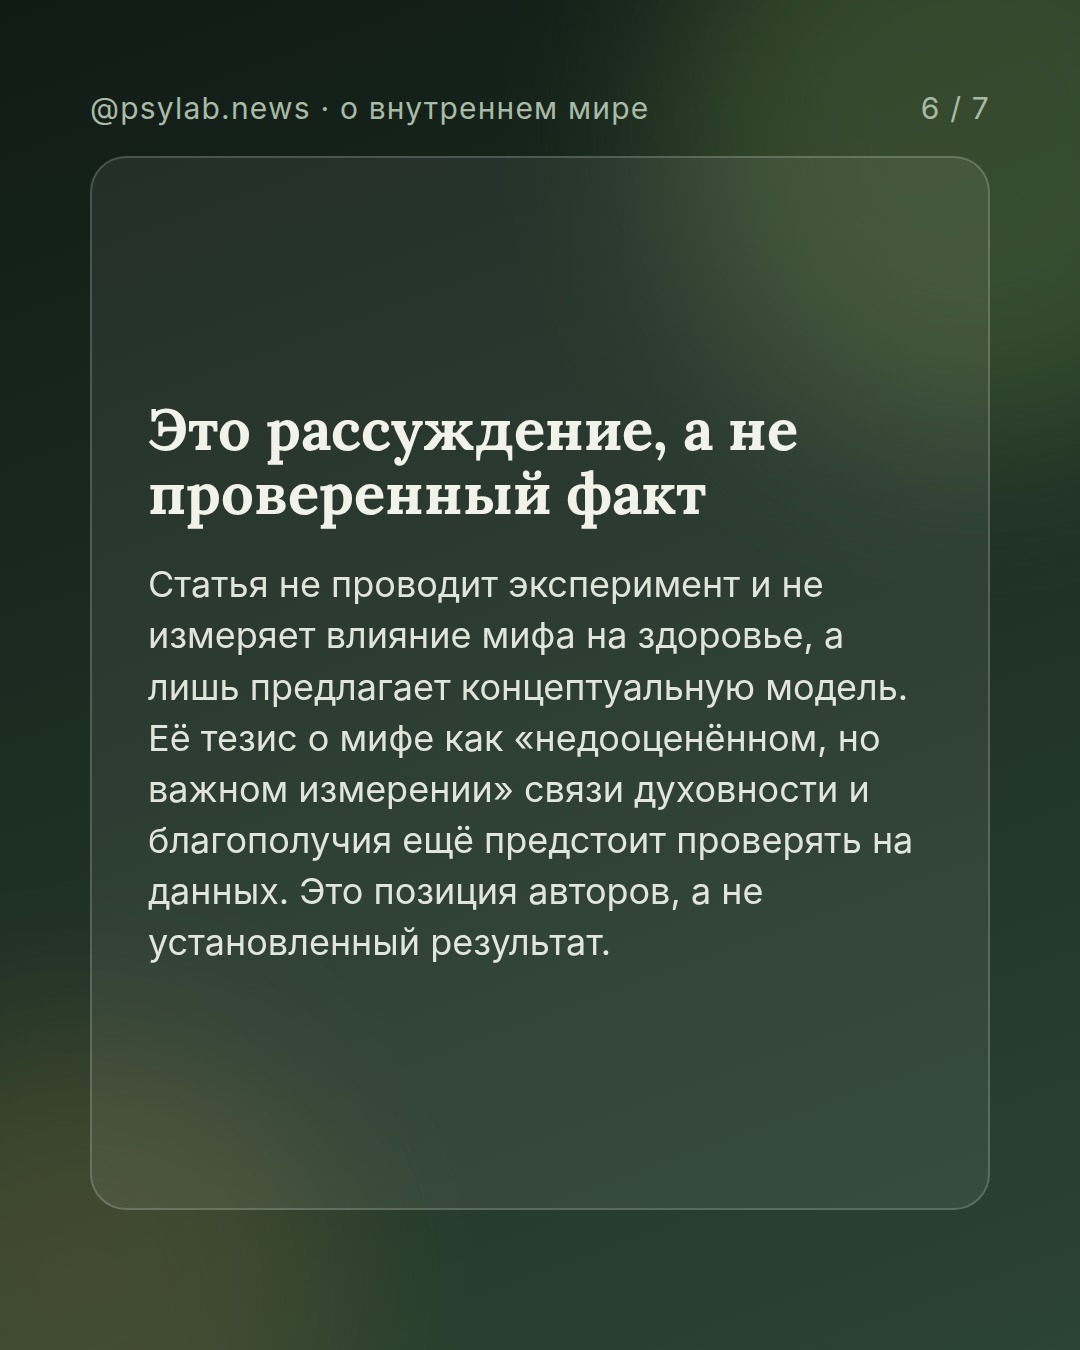 @psylab.news · о внутреннем мире
6 / 7
Это рассуждение, а не
проверенный факт
Статья не проводит эксперимент и не
измеряет влияние мифа на здоровье, а
лишь предлагает концептуальную модель.
Её тезис о мифе как «недооценённом, но
важном измерении» связи духовности и
благополучия ещё предстоит проверять на
данных. Это позиция авторов, а не
установленный результат.